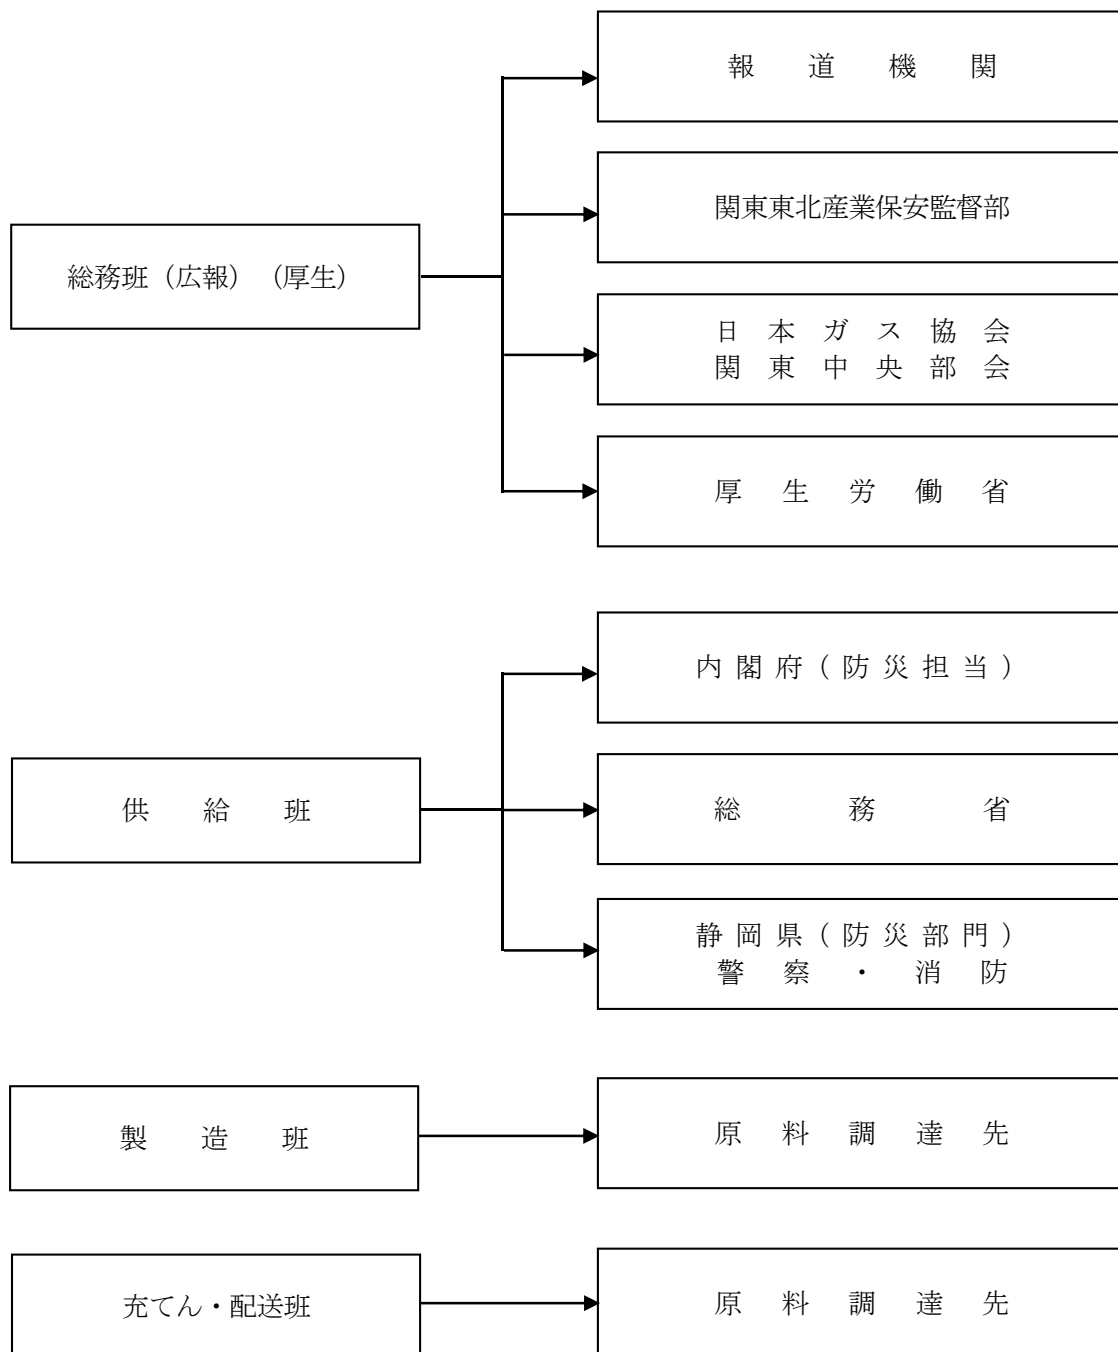 報道機関
関東東北産業保安監督部
総務班（広報）（厚生）
日本ガス協会
関東中央部会
厚生労働省
内閣府（防災担当）
供給班
総務省
静岡県（防災部門）
警察・消防
製造班
原料調達先
充てん・配送班
原料調達先